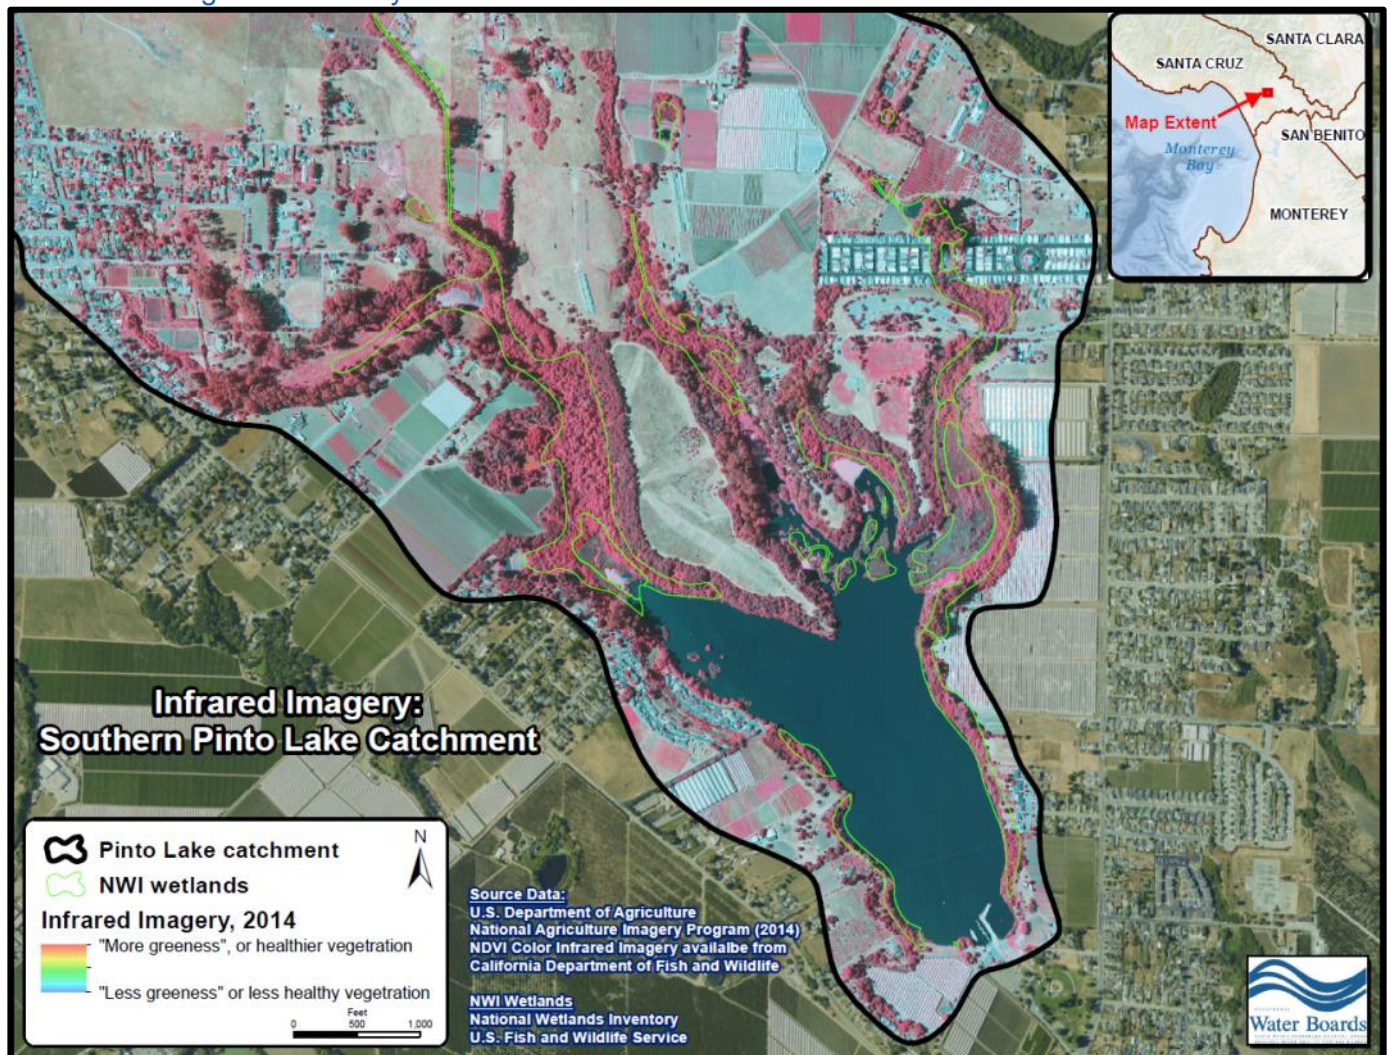 SANTA CLARA
SANTA CRUZ
Map Extent
SAN BENITO
Monterey
Bay
MONTEREY
Infrared Imagery:
Southern Pinto Lake Catchment
N
Pinto Lake catchment
NWI wetlands
Infrared Imagery, 2014
"More greeness", or healthier vegetration
"Less greeness" or less healthy vegetration
Feet
0 500 1,000
Source Data:
U.S. Department of Agriculture
National Agriculture Imagery Program (2014)
NDVI Color Infrared Imagery availalbe from
California Department of Fish and Wildlife
NWI Wetlands
National Wetlands Inventory
U.S. Fish and Wildlife Service
Water Boards